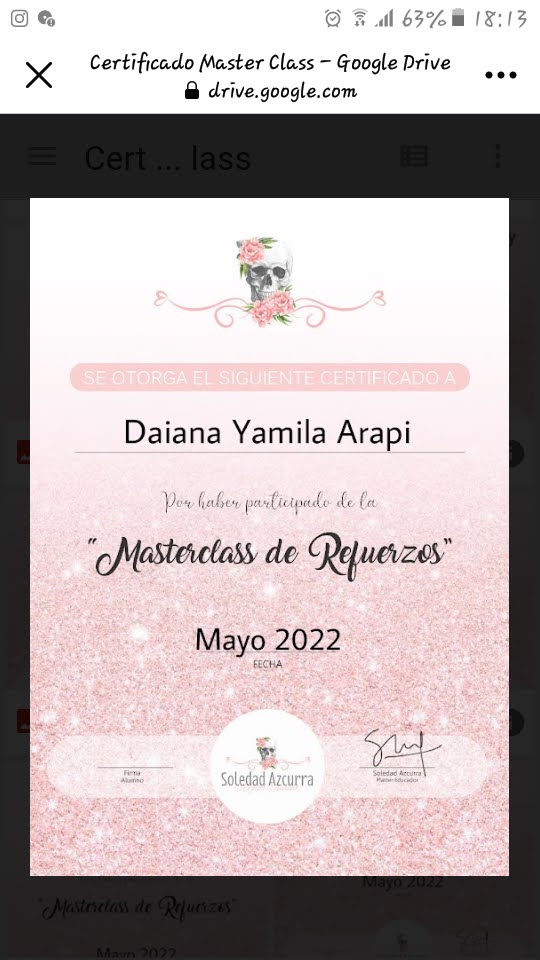 63% 18:13
Certificado Master Class – Google Drive
drive.google.com
Cert ... lass
SE OTORGA EL SIGUIENTE CERTIFICADO A
Daiana Yamila Arapi
Por haber participado de la
"Masterclass de Refuerzos"
Mayo 2022
FECHA
Firma
Alumno
Soledad Azcurra
Soledad Azcurra
Master Educador
Mayo 2022
"Masterclass de Refuerzos"
Mayo 2022